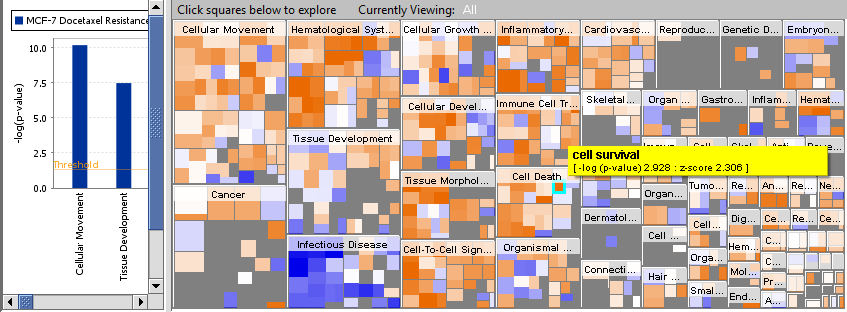 Click squares below to explore Currently Viewing: All
MCF-7 Docetaxel Resistance
10.0
7.5
5.0
2.5
0.0
-log(p-value)
Threshold
Cellular Movement
Tissue Development
Cellular Movement
Hematological Syst...
Cellular Growth ...
Inflammatory...
Cardiovascular...
Reproduc...
Genetic D...
Embryon...
Cellular Devel...
Immune Cell Tr...
Skeletal...
Organ ...
Gastro...
Inflam...
Hemat...
Tissue Development
cell survival
[ -log (p-value) 2.928 : z-score 2.306 ]
Cancer
Tissue Morphol...
Cell Death
Organ...
Tumo...
Re...
An...
Re...
Ne...
Dermatol...
Cell ...
Cell...
Dig...
Ce...
Re...
Ce...
Infectious Disease
Cell-To-Cell Sign...
Organismal ...
Hem...
C...
Connecti...
Hair...
Orga...
Mol...
Pr...
Smal...
End...
A...